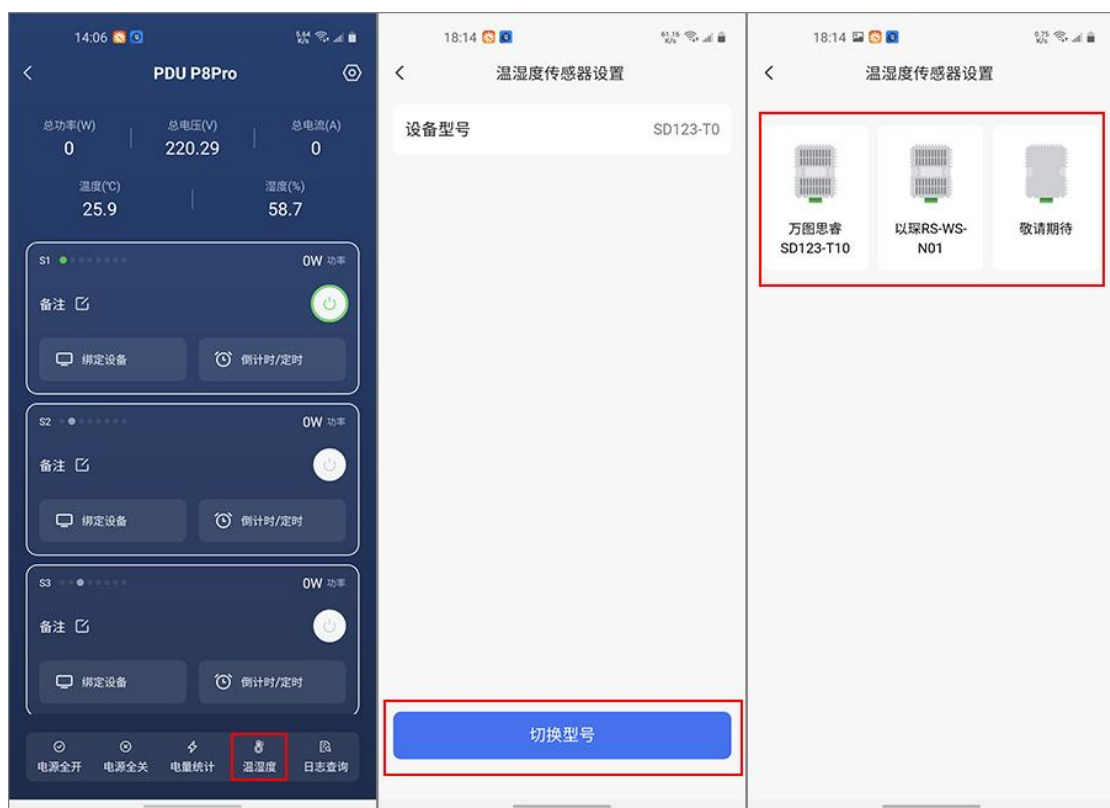 14:06
5.64 K/s
PDU P8Pro
总功率(W)
总电压(V)
总电流(A)
0
220.29
0
温度(℃)
湿度(%)
25.9
58.7
S1
0W 功率
备注
绑定设备
倒计时/定时
S2
0W 功率
备注
绑定设备
倒计时/定时
S3
0W 功率
备注
绑定设备
倒计时/定时
电源全开
电源全关
电量统计
温湿度
日志查询
18:14
61.16 K/s
温湿度传感器设置
设备型号
SD123-T0
切换型号
18:14
0.75 K/s
温湿度传感器设置
万图思睿
SD123-T10
以琛RS-WS-
N01
敬请期待